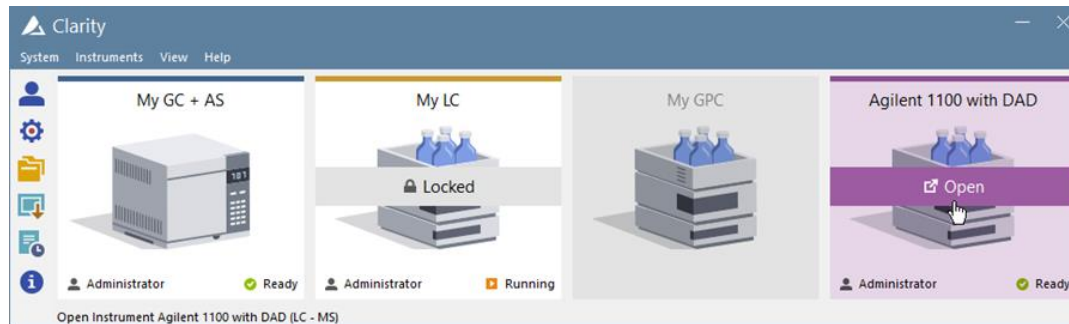 Clarity
System Instruments View Help
My GC + AS
101
Administrator Ready
My LC
Locked
Administrator Running
My GPC
Agilent 1100 with DAD
Open
Administrator Ready
Open Instrument Agilent 1100 with DAD (LC - MS)